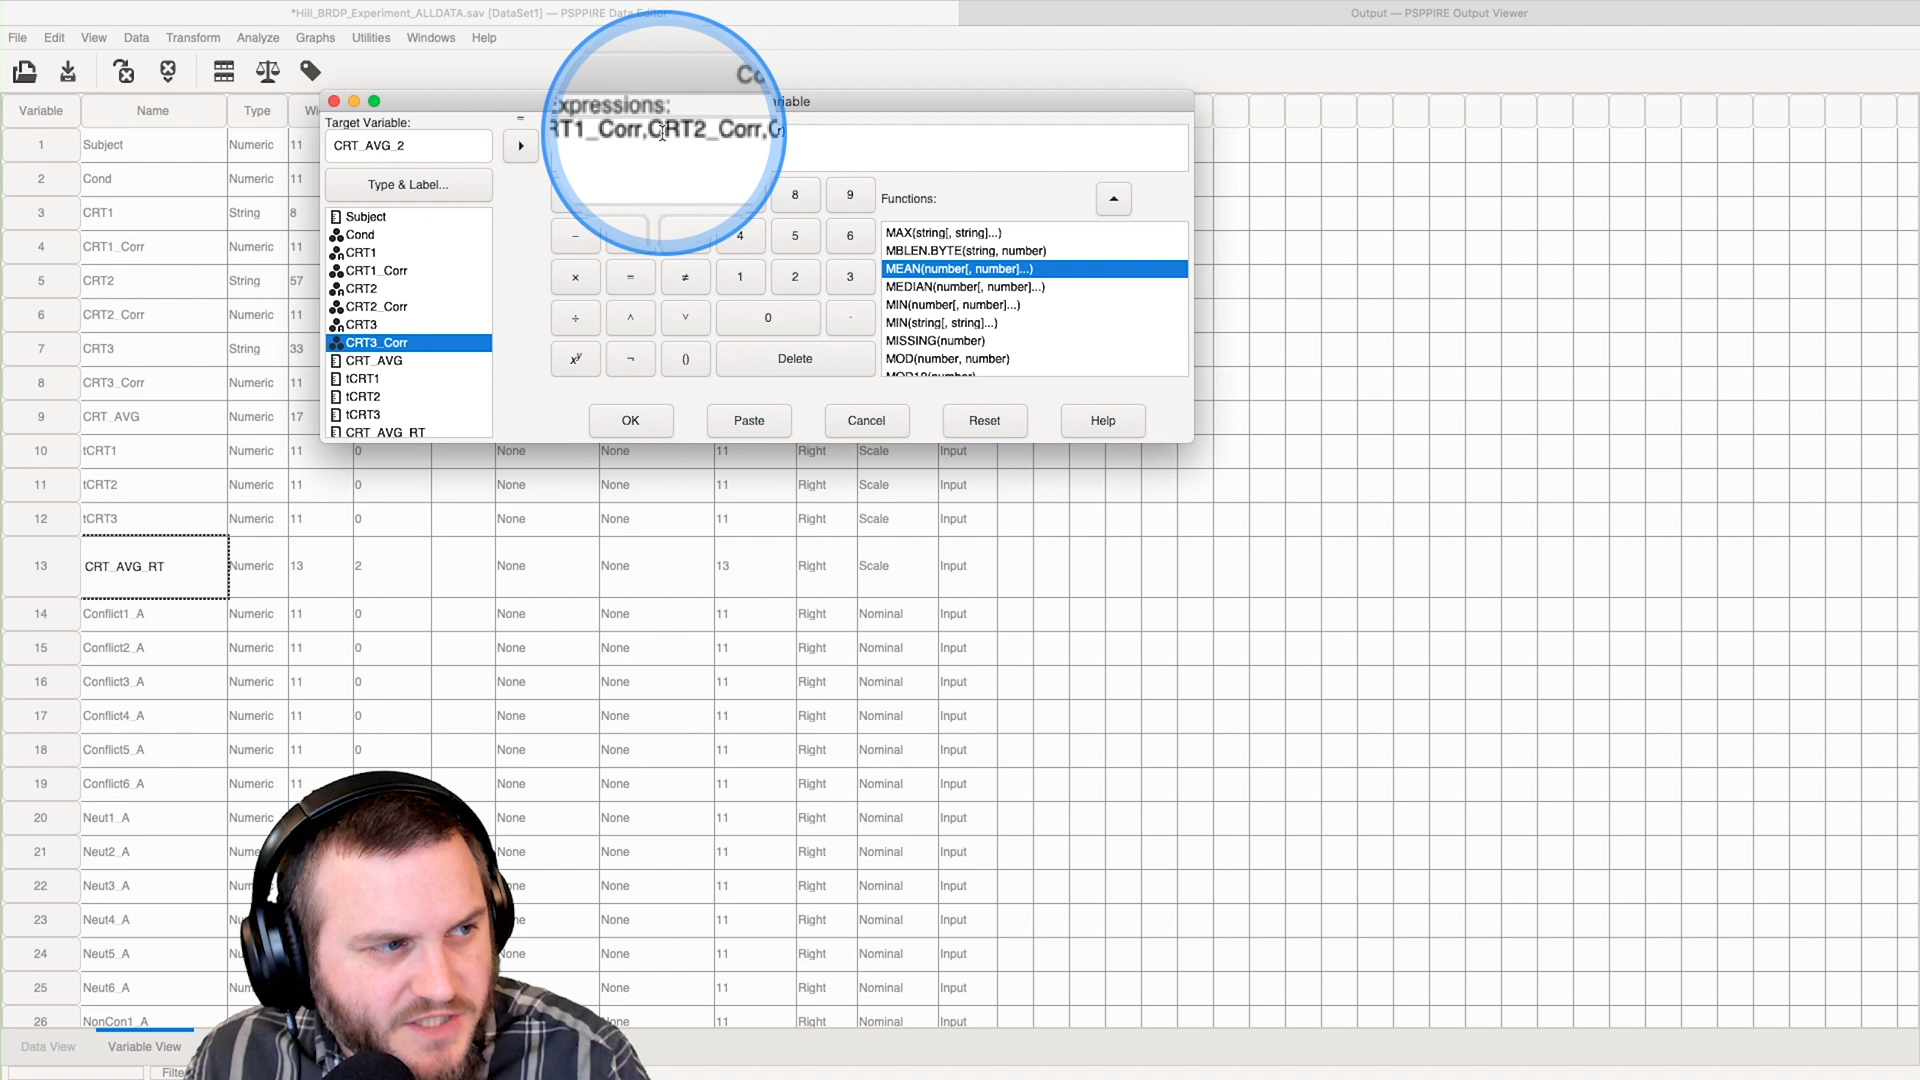 *Hill_BRDP_Experiment_ALLDATA.sav [DataSet1] — PSPPIRE Data Editor
Output — PSPPIRE Output Viewer
File Edit View Data Transform Analyze Graphs Utilities Windows Help
Variable Name Type
1 Subject Numeric 11
2 Cond Numeric 11
3 CRT1 String 8
4 CRT1_Corr Numeric 11
5 CRT2 String 57
6 CRT2_Corr Numeric 11
7 CRT3 String 33
8 CRT3_Corr Numeric 11
9 CRT_AVG Numeric 17
10 tCRT1 Numeric 11 0 None None 11 Right Scale Input
11 tCRT2 Numeric 11 0 None None 11 Right Scale Input
12 tCRT3 Numeric 11 0 None None 11 Right Scale Input
13 CRT_AVG_RT Numeric 13 2 None None 13 Right Scale Input
14 Conflict1_A Numeric 11 0 None None 11 Right Nominal Input
15 Conflict2_A Numeric 11 0 None None 11 Right Nominal Input
16 Conflict3_A Numeric 11 0 None None 11 Right Nominal Input
17 Conflict4_A Numeric 11 0 None None 11 Right Nominal Input
18 Conflict5_A Numeric 11 0 None None 11 Right Nominal Input
19 Conflict6_A Numeric 11 None None 11 Right Nominal Input
20 Neut1_A Numeric None None 11 Right Nominal Input
21 Neut2_A None None 11 Right Nominal Input
22 Neut3_A None 11 Right Nominal Input
23 Neut4_A None 11 Right Nominal Input
24 Neut5_A None None 11 Right Nominal Input
25 Neut6_A None 11 Right Nominal Input
26 NonCon1_A None 11 Right Nominal Input
Data View Variable View
Target Variable:
CRT_AVG_2
=
Type & Label...
Subject
Cond
CRT1
CRT1_Corr
CRT2
CRT2_Corr
CRT3
CRT3_Corr
CRT_AVG
tCRT1
tCRT2
tCRT3
CRT_AVG_RT
Expressions:
RT1_Corr,CRT2_Corr,C
8 9
− 4 5 6
× = ≠ 1 2 3
÷ ^ ˅ 0 .
xʸ ¬ () Delete
Functions:
MAX(string[, string]...)
MBLEN.BYTE(string, number)
MEAN(number[, number]...)
MEDIAN(number[, number]...)
MIN(number[, number]...)
MIN(string[, string]...)
MISSING(number)
MOD(number, number)
MOD10(number)
OK Paste Cancel Reset Help